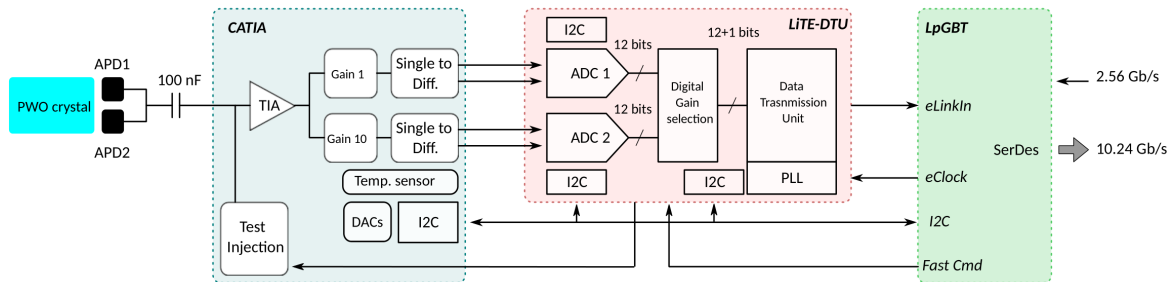 CATIA
LiTE-DTU
LpGBT
I2C
12 bits
12+1 bits
APD1
100 nF
PWO crystal
APD2
TIA
Gain 1
Single to
Diff.
ADC 1
Digital
Gain
selection
Data
Trasnmission
Unit
2.56 Gb/s
eLinkIn
12 bits
Gain 10
Single to
Diff.
ADC 2
SerDes
10.24 Gb/s
Temp. sensor
I2C
I2C
PLL
eClock
Test
Injection
DACs
I2C
I2C
Fast Cmd